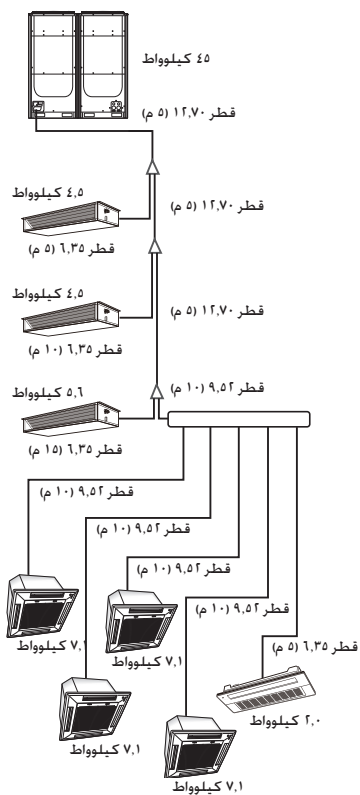 ٤٥ كيلوواط
قطر ١٢,٧٠ (٥ م)
قطر ١٢,٧٠ (٥ م)
٤,٥ كيلوواط
قطر ٦,٣٥ (٥ م)
٤,٥ كيلوواط
قطر ١٢,٧٠ (٥ م)
قطر ٦,٣٥ (١٠ م)
٥,٦ كيلوواط
قطر ٩,٥٢ (١٠ م)
قطر ٦,٣٥ (١٥ م)
قطر ٩,٥٢ (١٠ م)
قطر ٩,٥٢ (١٠ م)
قطر ٩,٥٢ (١٠ م)
قطر ٩,٥٢ (١٠ م)
قطر ٦,٣٥ (٥ م)
٧,١ كيلوواط
٧,١ كيلوواط
٢,٠ كيلوواط
٧,١ كيلوواط
٧,١ كيلوواط